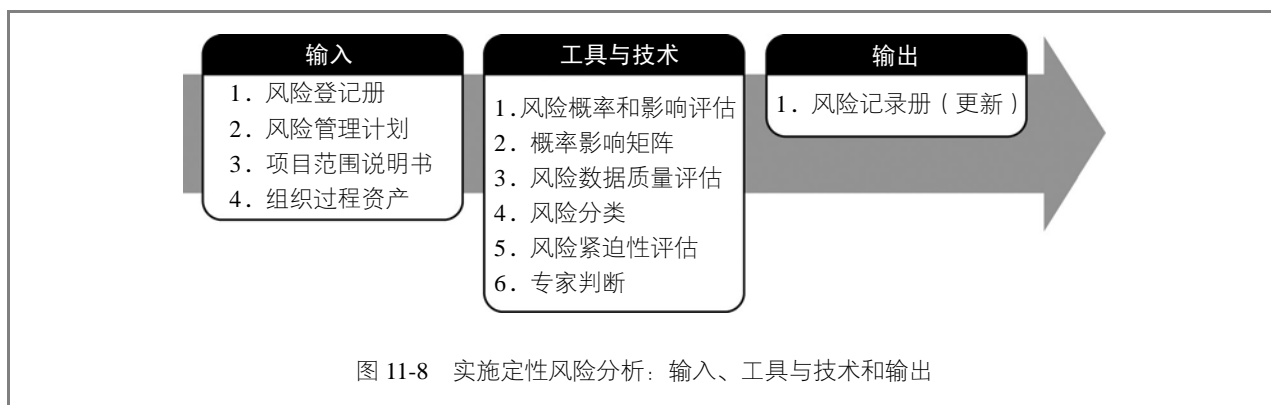 输入
1. 风险登记册
2. 风险管理计划
3. 项目范围说明书
4. 组织过程资产
工具与技术
1.风险概率和影响评估
2. 概率影响矩阵
3. 风险数据质量评估
4. 风险分类
5. 风险紧迫性评估
6. 专家判断
输出
1. 风险记录册（更新）
图 11-8 实施定性风险分析：输入、工具与技术和输出